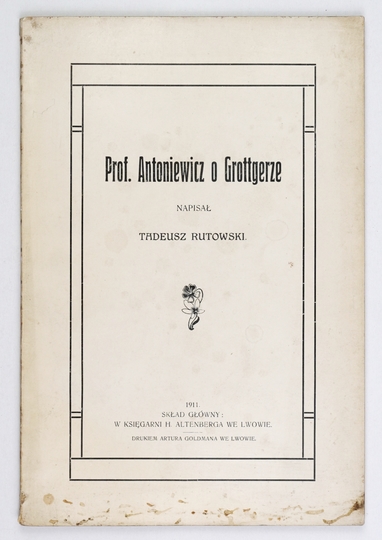 Prof. Antoniewicz o Grottgerze
NAPISAŁ
TADEUSZ RUTOWSKI.
1911.
SKŁAD GŁÓWNY:
W KSIĘGARNI H. ALTENBERGA WE LWOWIE.
DRUKIEM ARTURA GOLDMANA WE LWOWIE.